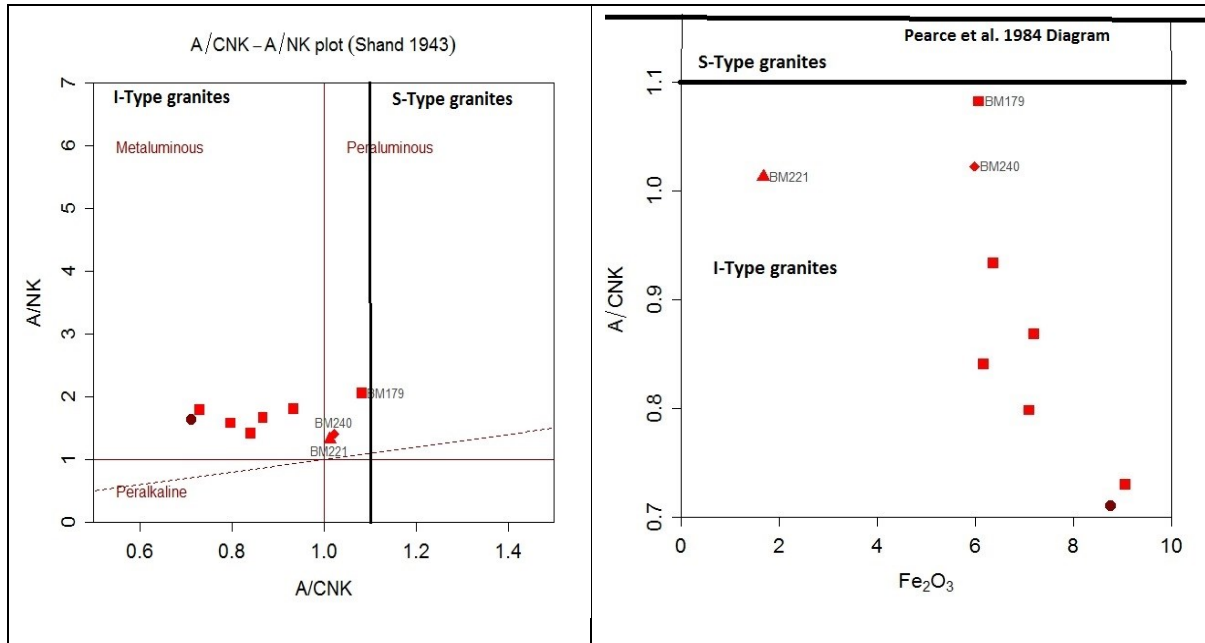 A/CNK – A/NK plot (Shand 1943)
I-Type granites
S-Type granites
Metaluminous
Peraluminous
BM179
BM240
BM221
Peralkaline
A/NK
0 1 2 3 4 5 6 7
0.6 0.8 1.0 1.2 1.4
A/CNK
Pearce et al. 1984 Diagram
S-Type granites
BM179
BM240
BM221
I-Type granites
A/CNK
0.7 0.8 0.9 1.0 1.1
0 2 4 6 8 10
Fe₂O₃